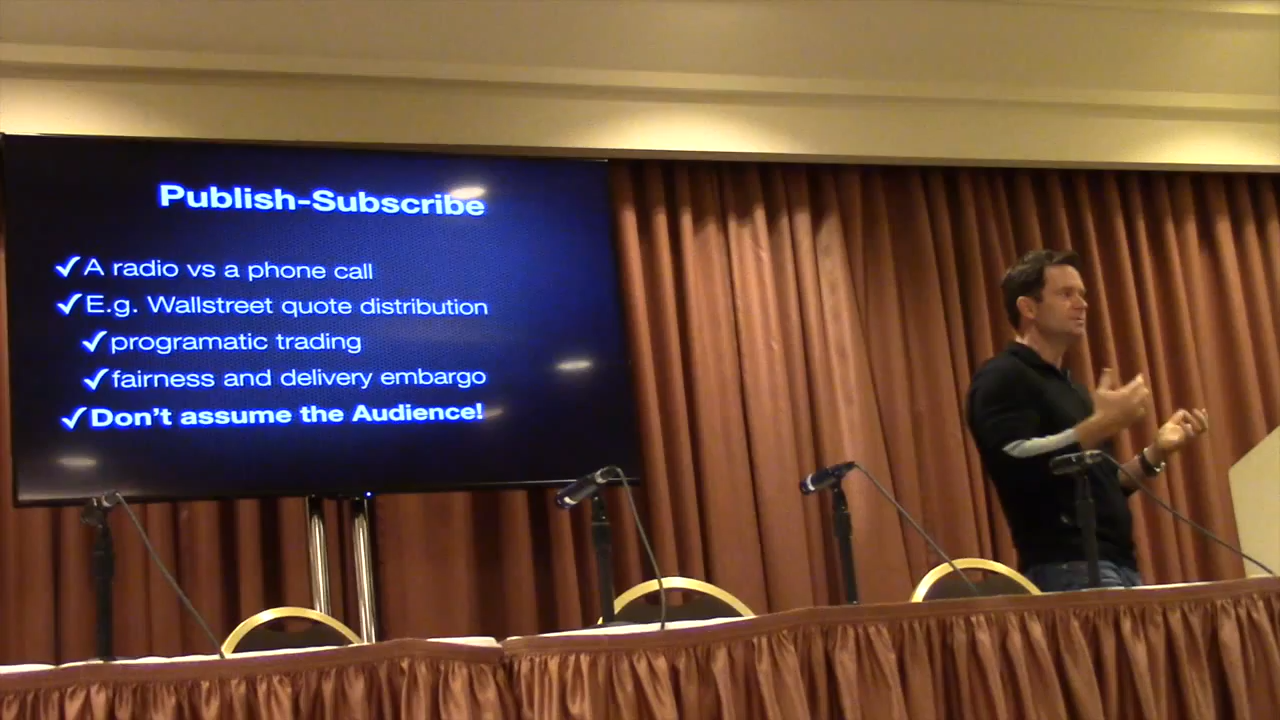 Publish-Subscribe
✓A radio vs a phone call
✓E.g. Wallstreet quote distribution
✓programatic trading
✓fairness and delivery embargo
✓Don't assume the Audience!